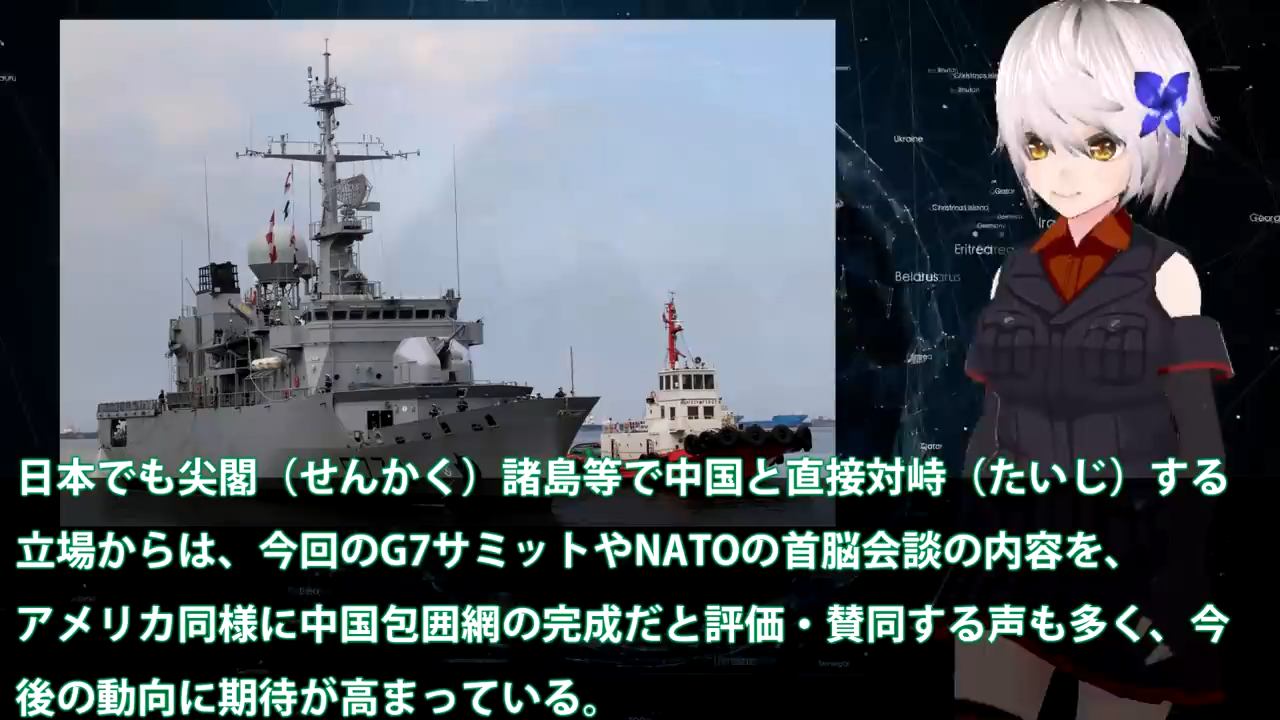 Ukraine
Christmas Island
Eritrea
Belarus
日本でも尖閣（せんかく）諸島等で中国と直接対峙（たいじ）する
立場からは、今回のG7サミットやNATOの首脳会談の内容を、
アメリカ同様に中国包囲網の完成だと評価・賛同する声も多く、今
後の動向に期待が高まっている。